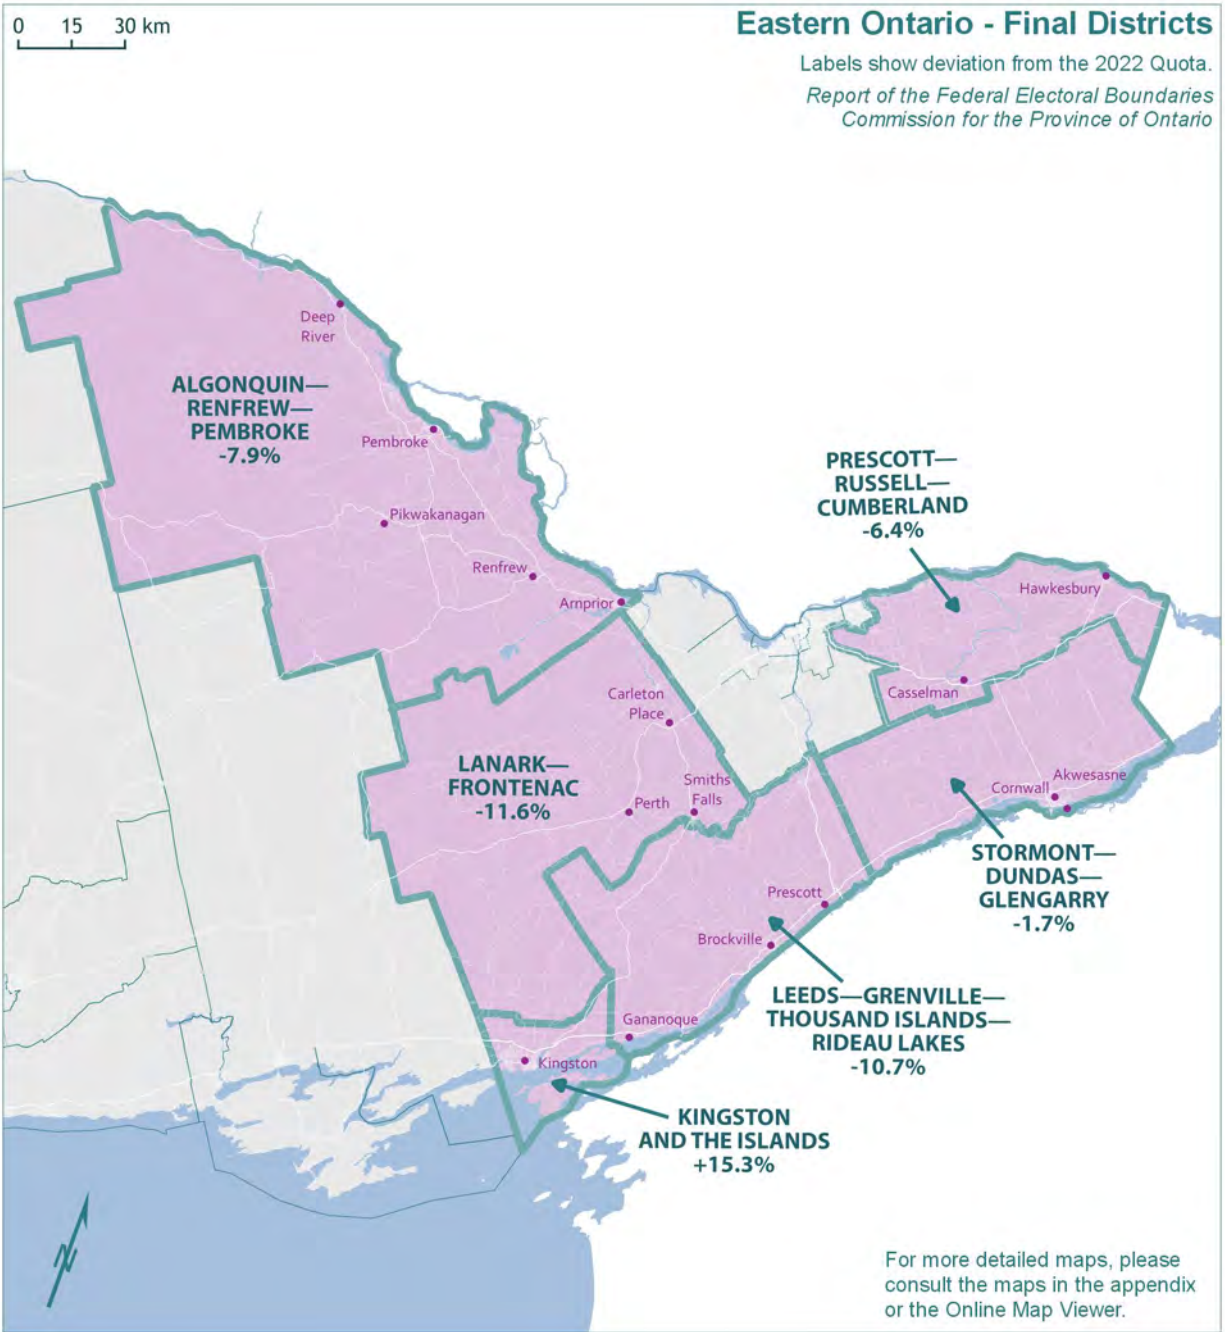 0 15 30 km
Eastern Ontario - Final Districts
Labels show deviation from the 2022 Quota.
Report of the Federal Electoral Boundaries
Commission for the Province of Ontario
Deep
River
ALGONQUIN—
RENFREW—
PEMBROKE
-7.9%
Pembroke
PRESCOTT—
RUSSELL—
CUMBERLAND
-6.4%
Pikwakanagan
Renfrew
Arnprior
Hawkesbury
Casselman
Carleton
Place
LANARK—
FRONTENAC
-11.6%
Smiths
Falls
Perth
Akwesasne
Cornwall
STORMONT—
DUNDAS—
GLENGARRY
-1.7%
Prescott
Brockville
LEEDS—GRENVILLE—
THOUSAND ISLANDS—
RIDEAU LAKES
-10.7%
Gananoque
Kingston
KINGSTON
AND THE ISLANDS
+15.3%
N
For more detailed maps, please
consult the maps in the appendix
or the Online Map Viewer.